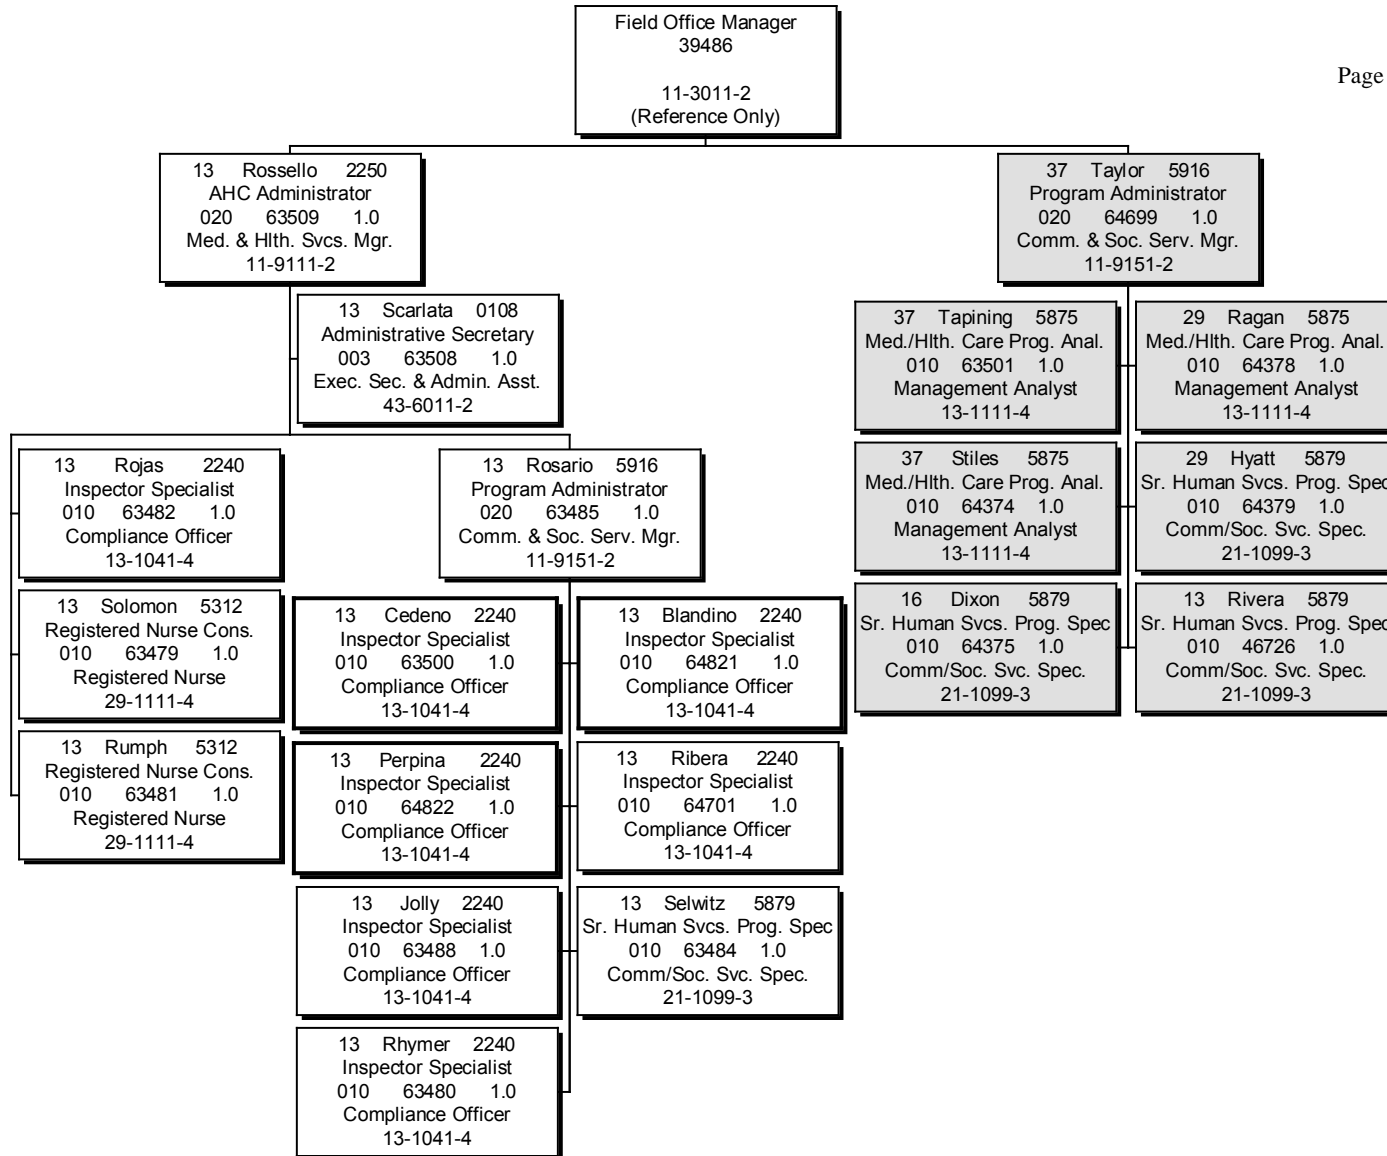 Field Office Manager
39486
11-3011-2
(Reference Only)
Page
13 Rossello 2250
AHC Administrator
020 63509 1.0
Med. & Hlth. Svcs. Mgr.
11-9111-2
37 Taylor 5916
Program Administrator
020 64699 1.0
Comm. & Soc. Serv. Mgr.
11-9151-2
13 Scarlata 0108
Administrative Secretary
003 63508 1.0
Exec. Sec. & Admin. Asst.
43-6011-2
13 Rojas 2240
Inspector Specialist
010 63482 1.0
Compliance Officer
13-1041-4
13 Solomon 5312
Registered Nurse Cons.
010 63479 1.0
Registered Nurse
29-1111-4
13 Rumph 5312
Registered Nurse Cons.
010 63481 1.0
Registered Nurse
29-1111-4
13 Rosario 5916
Program Administrator
020 63485 1.0
Comm. & Soc. Serv. Mgr.
11-9151-2
13 Cedeno 2240
Inspector Specialist
010 63500 1.0
Compliance Officer
13-1041-4
13 Blandino 2240
Inspector Specialist
010 64821 1.0
Compliance Officer
13-1041-4
13 Perpina 2240
Inspector Specialist
010 64822 1.0
Compliance Officer
13-1041-4
13 Ribera 2240
Inspector Specialist
010 64701 1.0
Compliance Officer
13-1041-4
13 Jolly 2240
Inspector Specialist
010 63488 1.0
Compliance Officer
13-1041-4
13 Selwitz 5879
Sr. Human Svcs. Prog. Spec
010 63484 1.0
Comm/Soc. Svc. Spec.
21-1099-3
13 Rhymer 2240
Inspector Specialist
010 63480 1.0
Compliance Officer
13-1041-4
37 Tapining 5875
Med./Hlth. Care Prog. Anal.
010 63501 1.0
Management Analyst
13-1111-4
29 Ragan 5875
Med./Hlth. Care Prog. Anal.
010 64378 1.0
Management Analyst
13-1111-4
37 Stiles 5875
Med./Hlth. Care Prog. Anal.
010 64374 1.0
Management Analyst
13-1111-4
29 Hyatt 5879
Sr. Human Svcs. Prog. Spec
010 64379 1.0
Comm/Soc. Svc. Spec.
21-1099-3
16 Dixon 5879
Sr. Human Svcs. Prog. Spec
010 64375 1.0
Comm/Soc. Svc. Spec.
21-1099-3
13 Rivera 5879
Sr. Human Svcs. Prog. Spec
010 46726 1.0
Comm/Soc. Svc. Spec.
21-1099-3